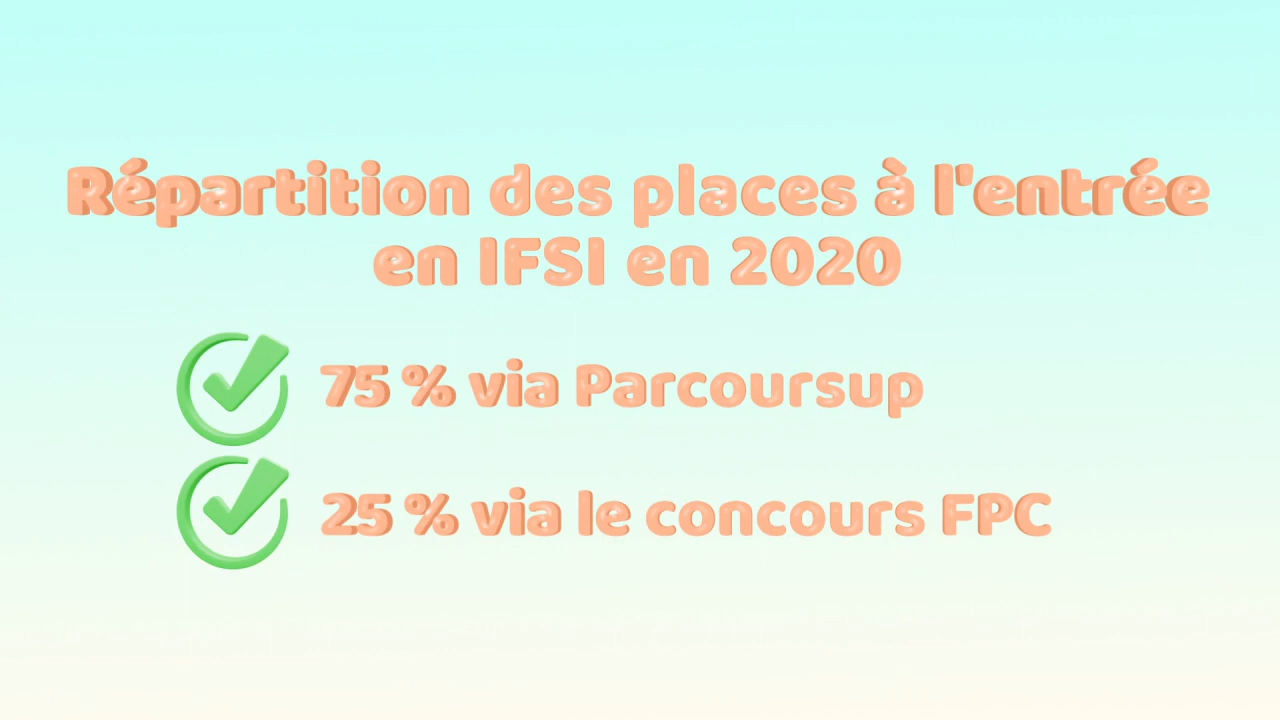 Répartition des places à l'entrée
en IFSI en 2020
75 % via Parcoursup
25 % via le concours FPC